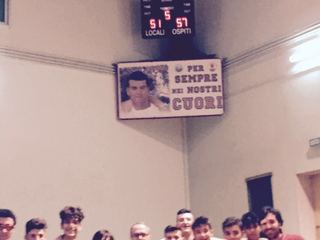 5
51 57
LOCALI OSPITI
PER
SEMPRE
NEI NOSTRI
CUORI